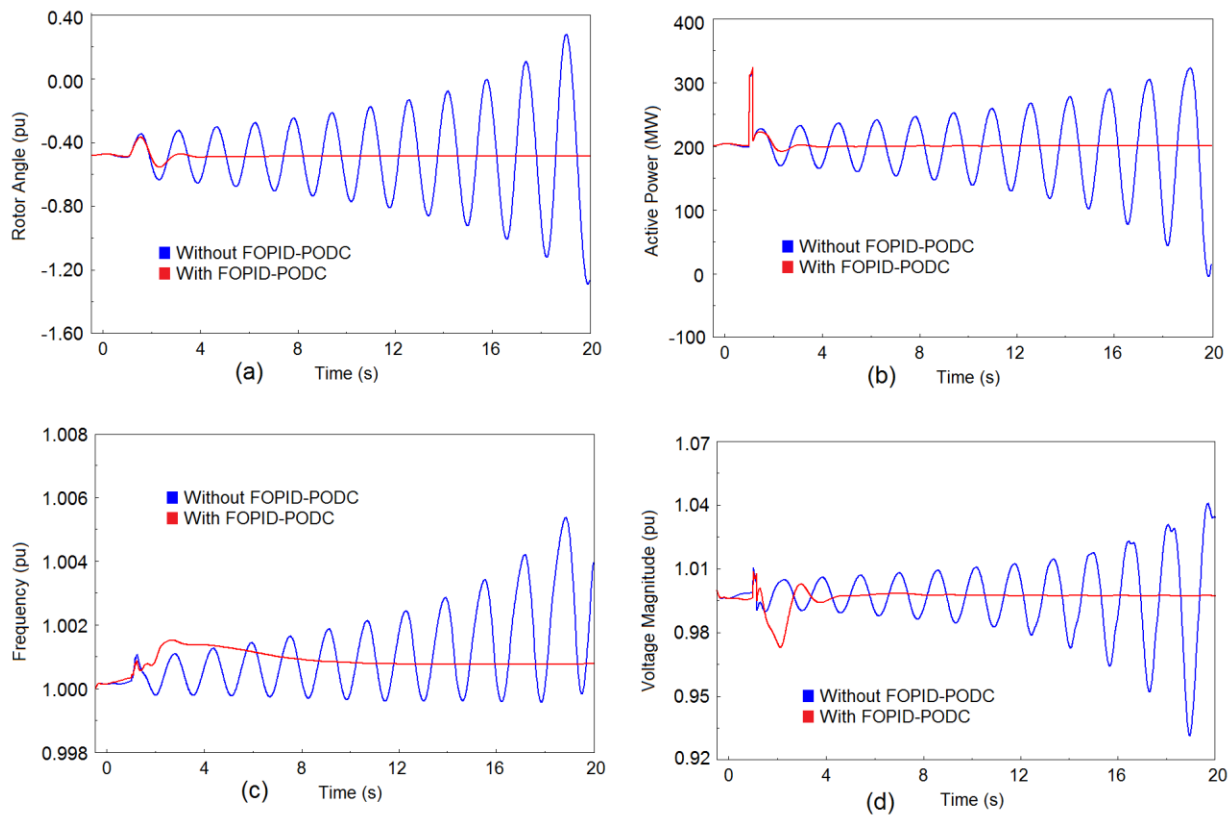 0.40
0.00
-0.40
-0.80
-1.20
-1.60
Rotor Angle (pu)
Without FOPID-PODC
With FOPID-PODC
0 4 8 12 16 20
(a) Time (s)
400
300
200
100
0
-100
Active Power (MW)
Without FOPID-PODC
With FOPID-PODC
0 4 8 12 16 20
(b) Time (s)
1.008
1.006
1.004
1.002
1.000
0.998
Frequency (pu)
Without FOPID-PODC
With FOPID-PODC
0 4 8 12 16 20
(c) Time (s)
1.07
1.04
1.01
0.98
0.95
0.92
Voltage Magnitude (pu)
Without FOPID-PODC
With FOPID-PODC
0 4 8 12 16 20
Time (s) (d)